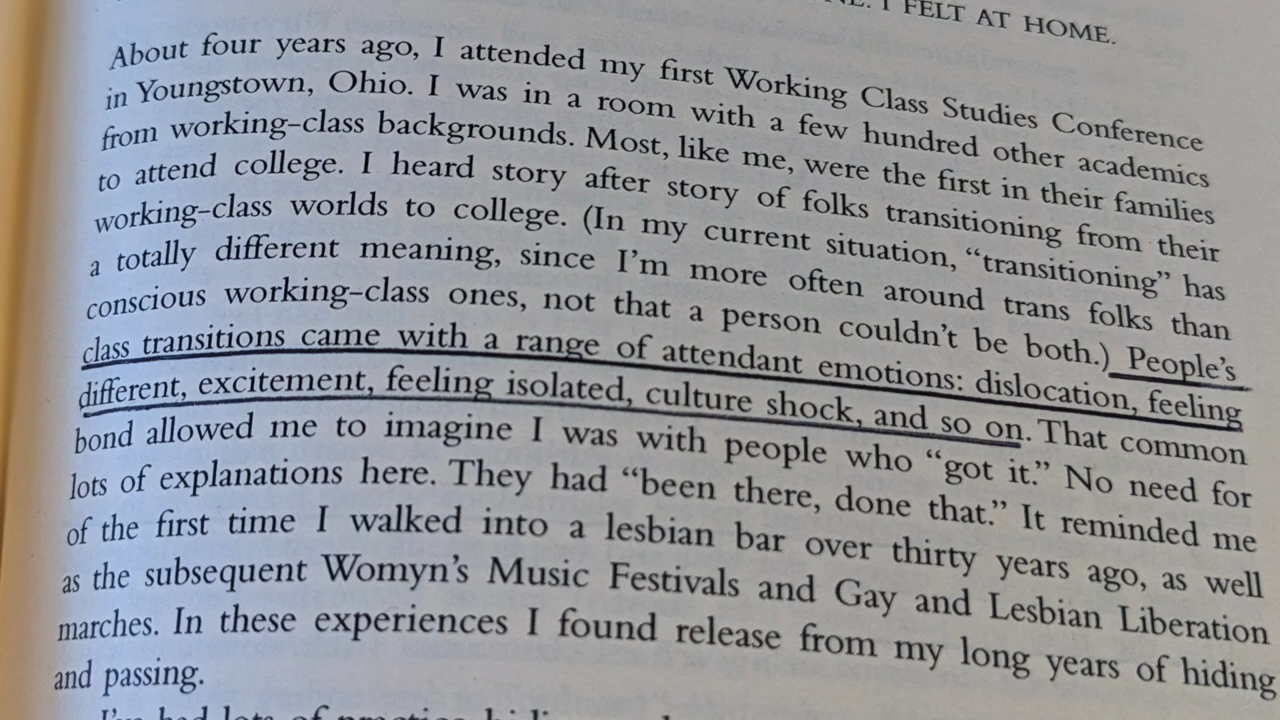 I FELT AT HOME.
About four years ago, I attended my first Working Class Studies Conference
in Youngstown, Ohio. I was in a room with a few hundred other academics
from working-class backgrounds. Most, like me, were the first in their families
to attend college. I heard story after story of folks transitioning from their
working-class worlds to college. (In my current situation, “transitioning” has
a totally different meaning, since I’m more often around trans folks than
conscious working-class ones, not that a person couldn’t be both.) People’s
class transitions came with a range of attendant emotions: dislocation, feeling
different, excitement, feeling isolated, culture shock, and so on. That common
bond allowed me to imagine I was with people who “got it.” No need for
lots of explanations here. They had “been there, done that.” It reminded me
of the first time I walked into a lesbian bar over thirty years ago, as well
as the subsequent Womyn’s Music Festivals and Gay and Lesbian Liberation
marches. In these experiences I found release from my long years of hiding
and passing.
I’ve had lots of practice